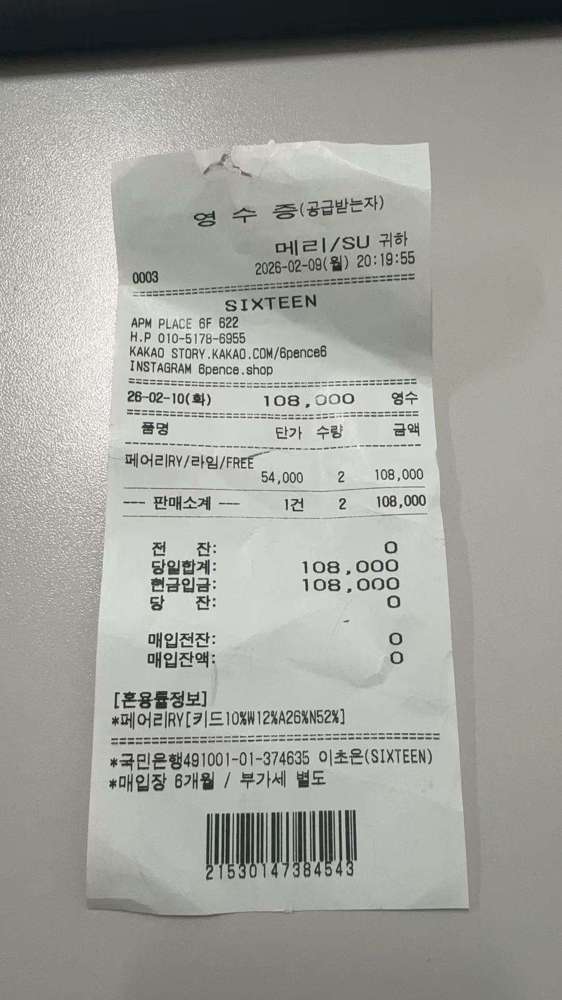 영 수 증(공급받는자)
메리/SU 귀하
0003 2026-02-09(월) 20:19:55
SIXTEEN
APM PLACE 6F 622
H.P 010-5178-6955
KAKAO STORY.KAKAO.COM/6pence6
INSTAGRAM 6pence.shop
26-02-10(화) 108,000 영수
품명 단가 수량 금액
페어리RY/라임/FREE
54,000 2 108,000
--- 판매소계 --- 1건 2 108,000
전 잔: 0
당일합계: 108,000
현금입금: 108,000
당 잔: 0
매입전잔: 0
매입잔액: 0
[혼용률정보]
*페어리RY[키드10%W12%A26%N52%]
*국민은행491001-01-374635 이초은(SIXTEEN)
*매입장 6개월 / 부가세 별도
21530147384543